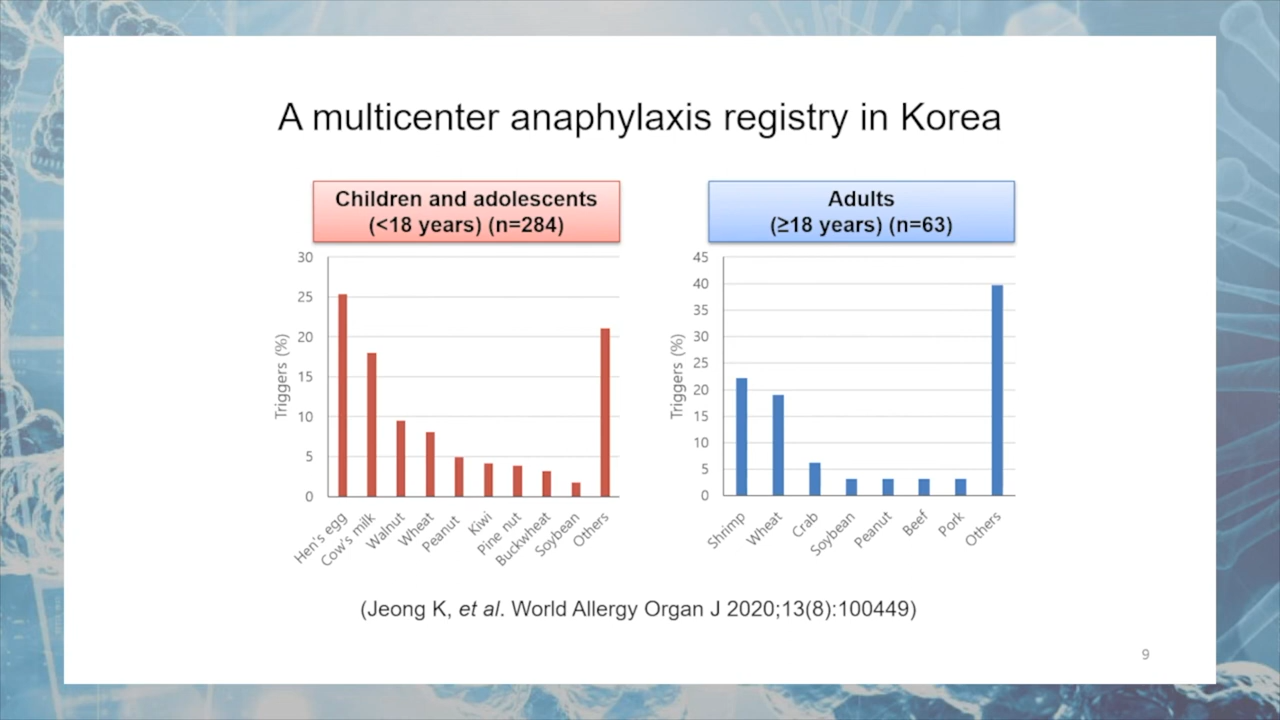 A multicenter anaphylaxis registry in Korea
Children and adolescents
(<18 years) (n=284)
30
25
20
15
10
5
0
Triggers (%)
Hen's egg
Cow's milk
Walnut
Wheat
Peanut
Kiwi
Pine nut
Buckwheat
Soybean
Others
Adults
(≥18 years) (n=63)
45
40
35
30
25
20
15
10
5
0
Triggers (%)
Shrimp
Wheat
Crab
Soybean
Peanut
Beef
Pork
Others
(Jeong K, et al. World Allergy Organ J 2020;13(8):100449)
9